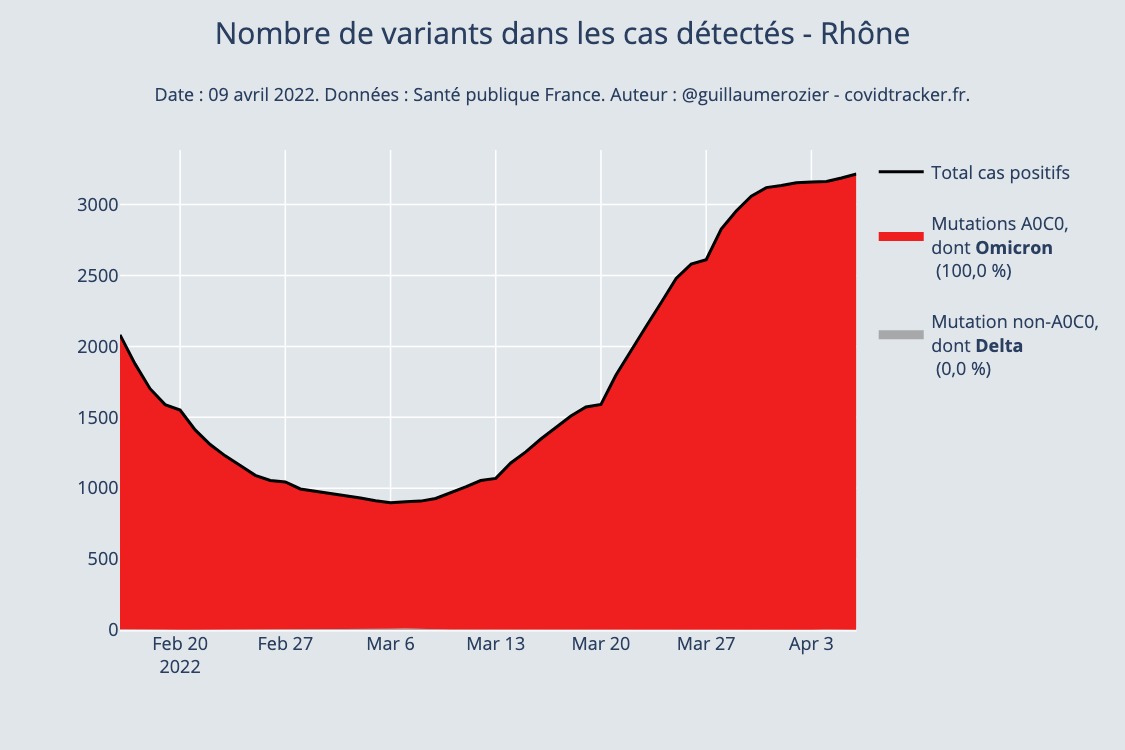 Nombre de variants dans les cas détectés - Rhône
Date : 09 avril 2022. Données : Santé publique France. Auteur : @guillaumerozier - covidtracker.fr.
Total cas positifs
Mutations A0C0,
dont Omicron
(100,0 %)
Mutation non-A0C0,
dont Delta
(0,0 %)
3000
2500
2000
1500
1000
500
0
Feb 20 Feb 27 Mar 6 Mar 13 Mar 20 Mar 27 Apr 3
2022